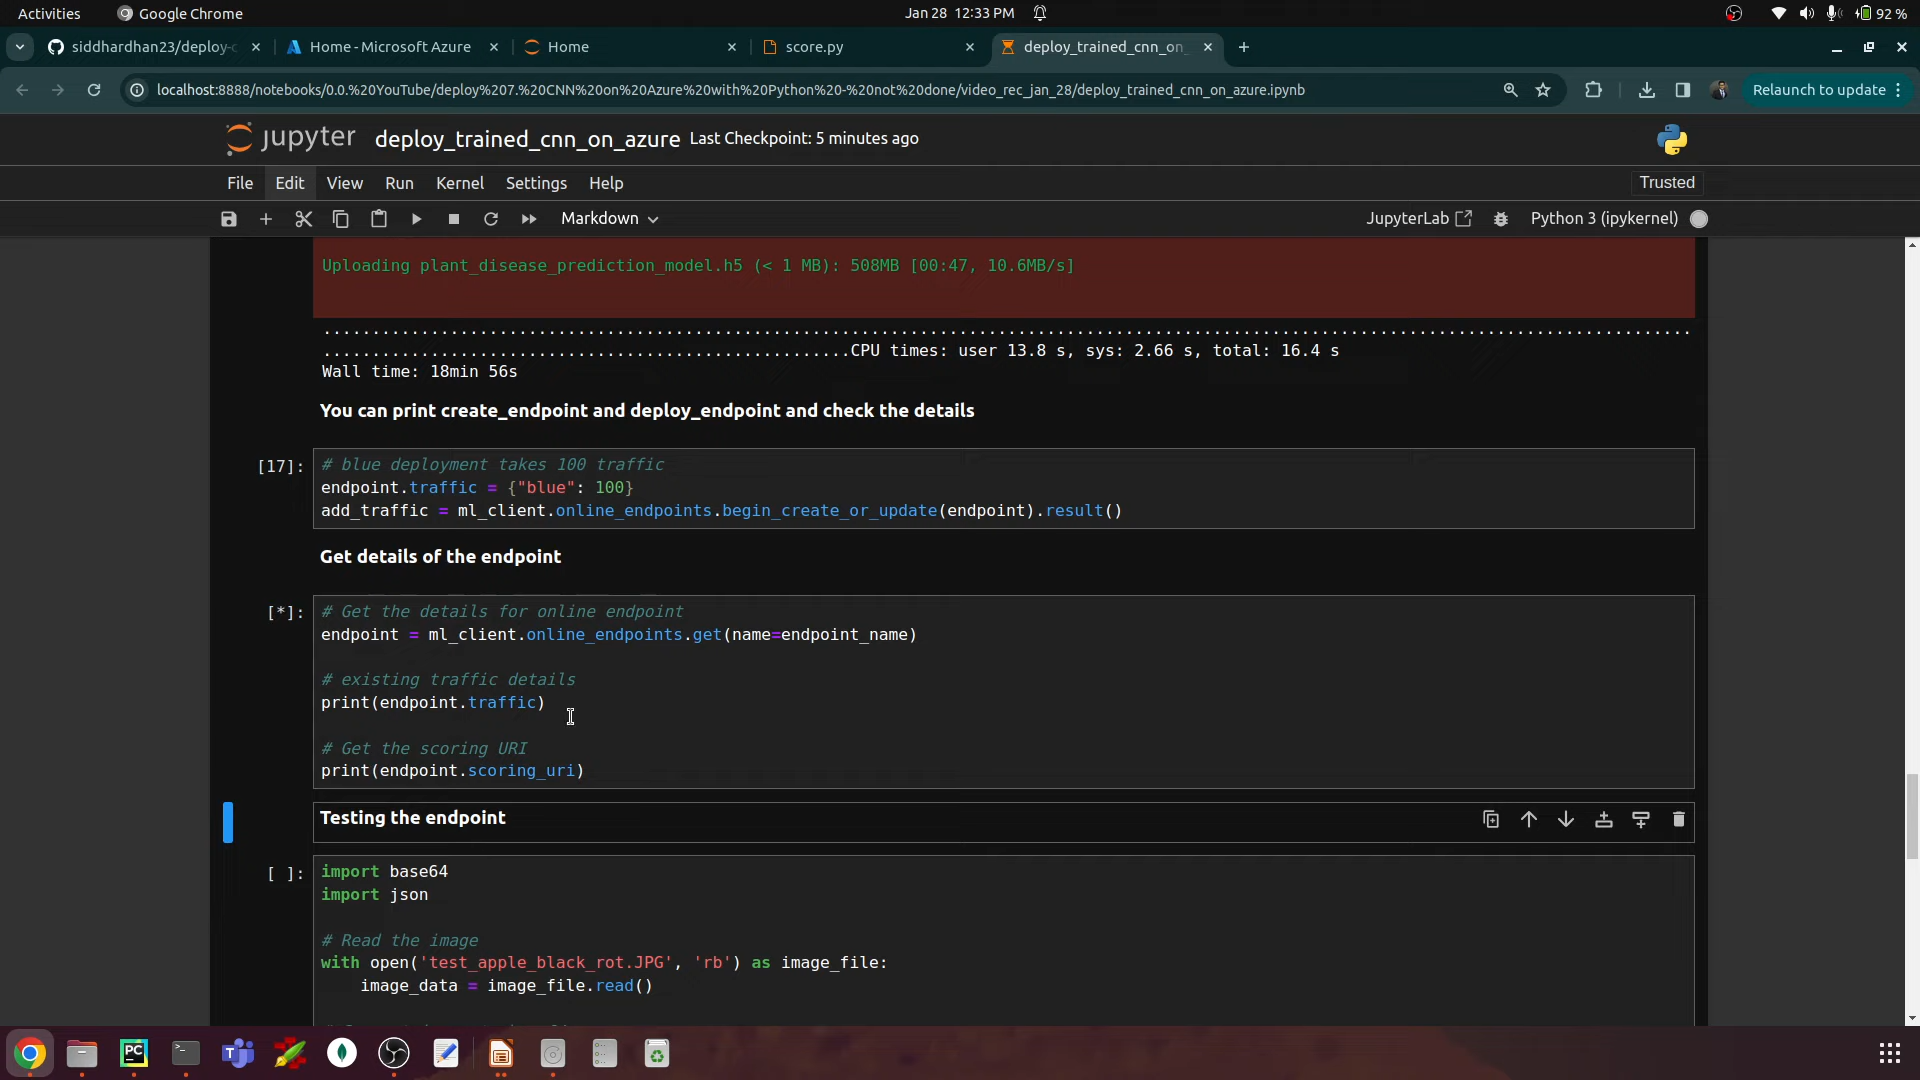 Activities
Google Chrome
Jan 28 12:33 PM
92 %
siddhardhan23/deploy-c
Home - Microsoft Azure
Home
score.py
deploy_trained_cnn_on_
localhost:8888/notebooks/0.0.%20YouTube/deploy%207.%20CNN%20on%20Azure%20with%20Python%20-%20not%20done/video_rec_jan_28/deploy_trained_cnn_on_azure.ipynb
Relaunch to update
jupyter
deploy_trained_cnn_on_azure Last Checkpoint: 5 minutes ago
File Edit View Run Kernel Settings Help
Trusted
Markdown
JupyterLab
Python 3 (ipykernel)
Uploading plant_disease_prediction_model.h5 (< 1 MB): 508MB [00:47, 10.6MB/s]
............................................................................................................................................
......................................................CPU times: user 13.8 s, sys: 2.66 s, total: 16.4 s
Wall time: 18min 56s
You can print create_endpoint and deploy_endpoint and check the details
[17]: # blue deployment takes 100 traffic
endpoint.traffic = {"blue": 100}
add_traffic = ml_client.online_endpoints.begin_create_or_update(endpoint).result()
Get details of the endpoint
[*]: # Get the details for online endpoint
endpoint = ml_client.online_endpoints.get(name=endpoint_name)
# existing traffic details
print(endpoint.traffic)
# Get the scoring URI
print(endpoint.scoring_uri)
Testing the endpoint
[ ]: import base64
import json
# Read the image
with open('test_apple_black_rot.JPG', 'rb') as image_file:
image_data = image_file.read()
PC